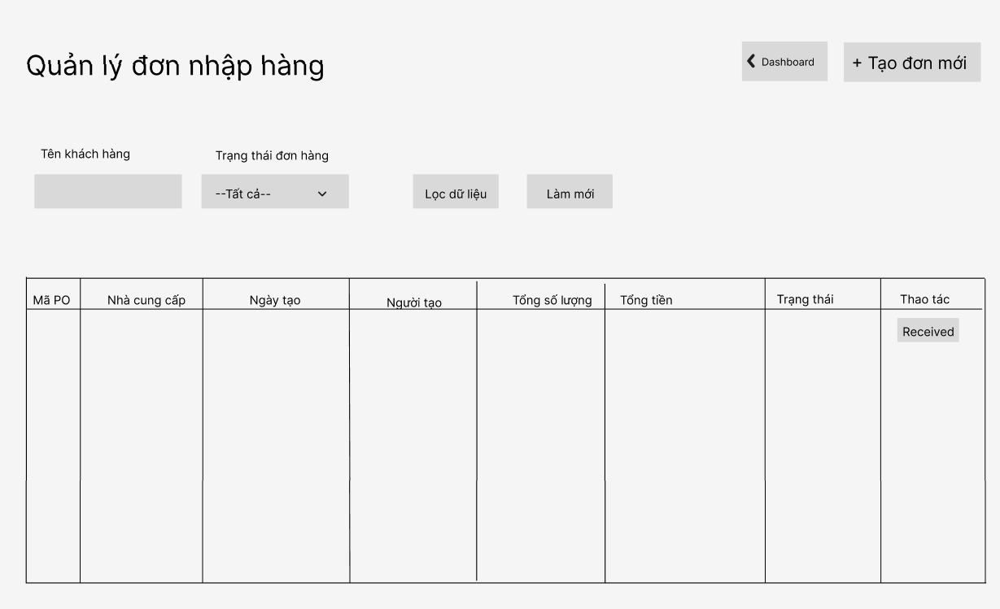 Quản lý đơn nhập hàng
Dashboard
+ Tạo đơn mới
Tên khách hàng
Trạng thái đơn hàng
--Tất cả--
Lọc dữ liệu
Làm mới
Mã PO
Nhà cung cấp
Ngày tạo
Người tạo
Tổng số lượng
Tổng tiền
Trạng thái
Thao tác
Received